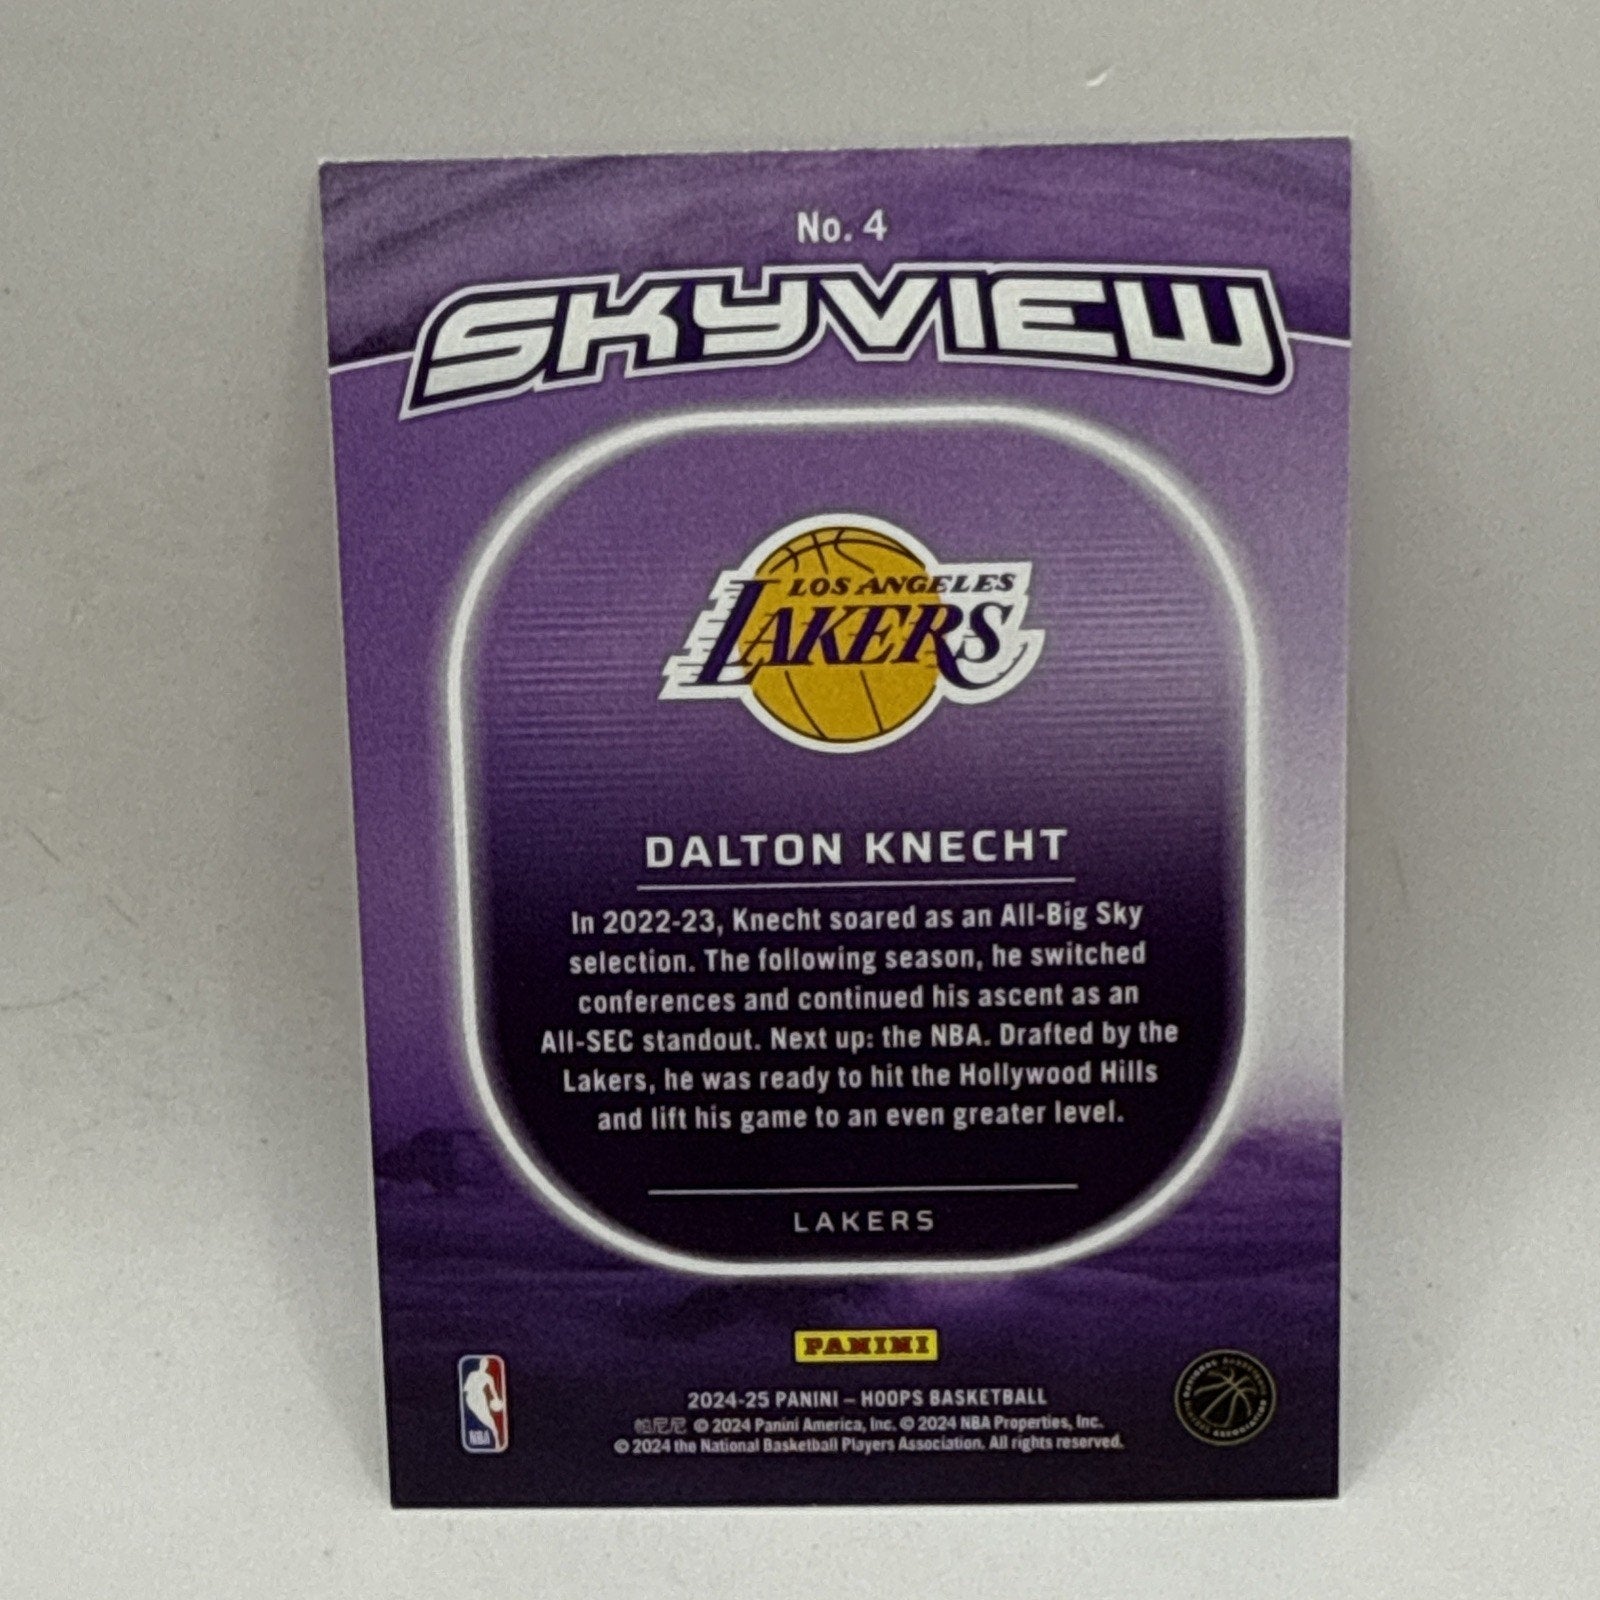 No. 4
SKYVIEW
LOS ANGELES
LAKERS
DALTON KNECHT
In 2022-23, Knecht soared as an All-Big Sky
selection. The following season, he switched
conferences and continued his ascent as an
All-SEC standout. Next up: the NBA. Drafted by the
Lakers, he was ready to hit the Hollywood Hills
and lift his game to an even greater level.
LAKERS
PANINI
NBA
2024-25 PANINI – HOOPS BASKETBALL
帕尼尼 © 2024 Panini America, Inc. © 2024 NBA Properties, Inc.
© 2024 the National Basketball Players Association. All rights reserved.